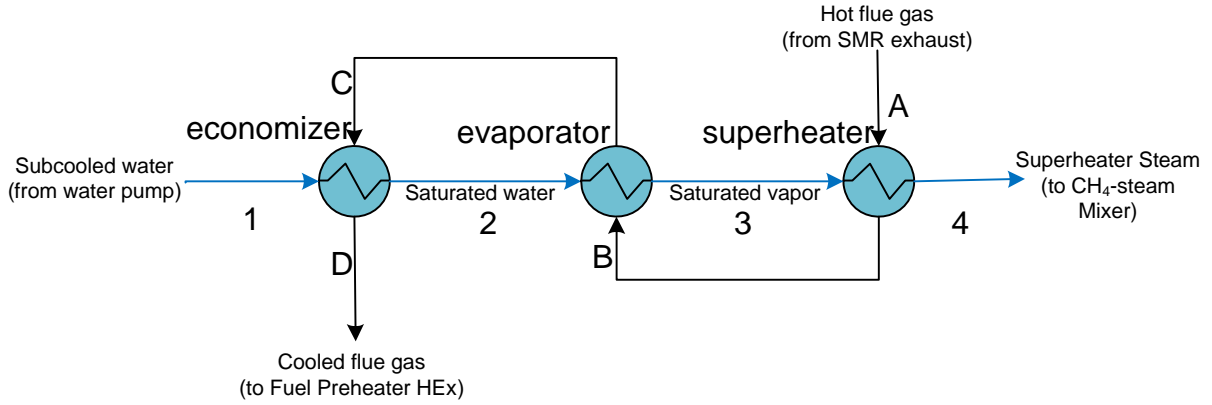 Hot flue gas
(from SMR exhaust)
C
A
economizer
evaporator
superheater
Subcooled water
(from water pump)
Saturated water
Saturated vapor
Superheater Steam
(to CH₄-steam
Mixer)
1
2
3
4
D
B
Cooled flue gas
(to Fuel Preheater HEx)